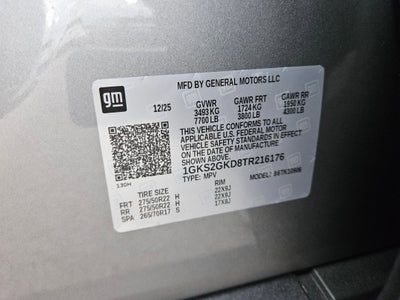 gm
MFD BY GENERAL MOTORS LLC
12/25 GVWR GAWR FRT GAWR RR
3493 KG 1724 KG 1950 KG
7700 LB 3800 LB 4300 LB
THIS VEHICLE CONFORMS TO ALL
APPLICABLE U.S. FEDERAL MOTOR
VEHICLE SAFETY STANDARDS IN EFFECT
ON THE DATE OF MANUFACTURE
SHOWN ABOVE.
1GKS2GKD8TR216176
TYPE: MPV MODEL:
TIRE SIZE RIM
FRT 275/50R22 H 22X9J
RR 275/50R22 H 22X9J
SPA 265/70R17 S 17X8J